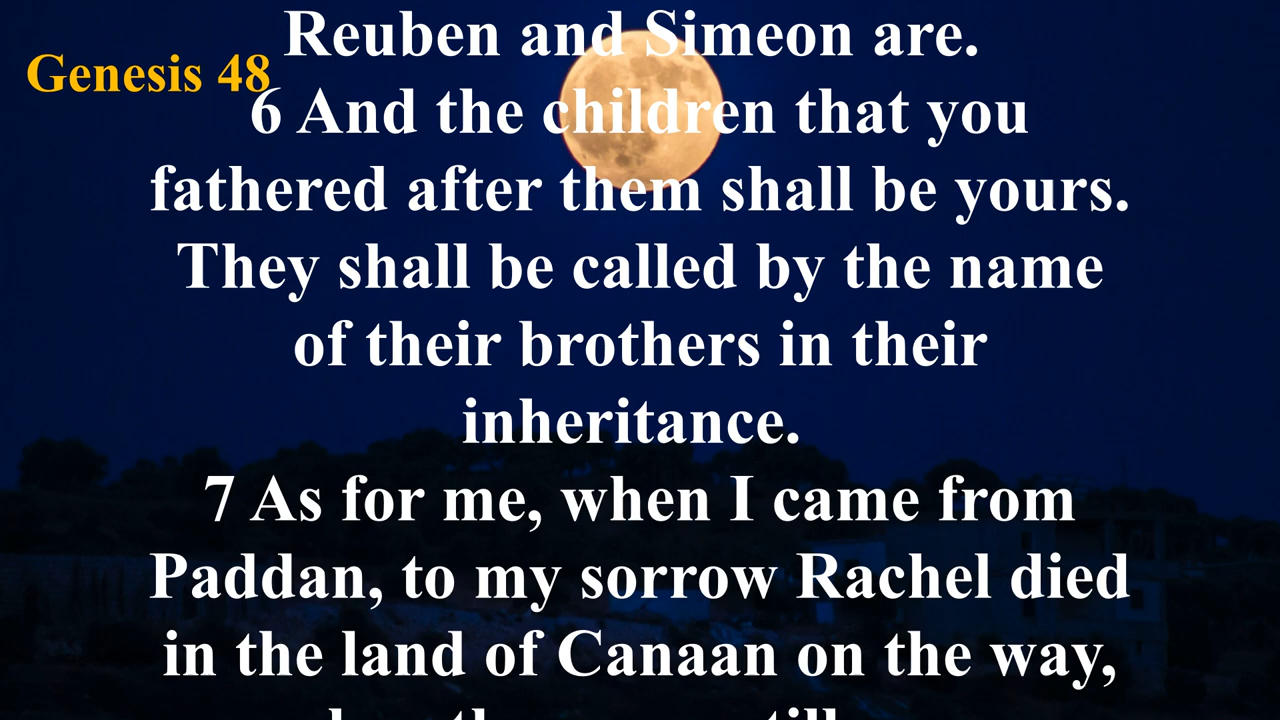 Genesis 48
Reuben and Simeon are.
6 And the children that you
fathered after them shall be yours.
They shall be called by the name
of their brothers in their
inheritance.
7 As for me, when I came from
Paddan, to my sorrow Rachel died
in the land of Canaan on the way,